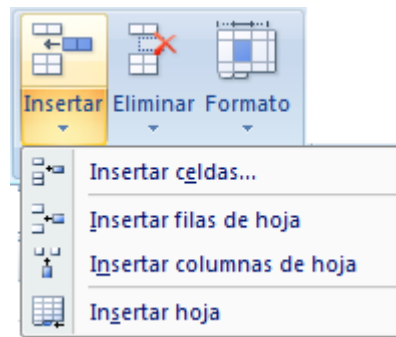 Insertar Eliminar Formato
Insertar celdas...
Insertar filas de hoja
Insertar columnas de hoja
Insertar hoja